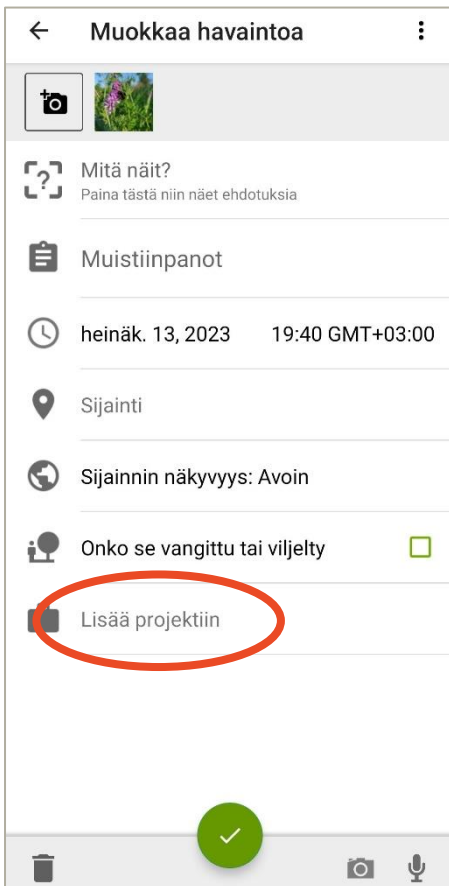 Muokkaa havaintoa
Mitä näit?
Paina tästä niin näet ehdotuksia
Muistiinpanot
heinäk. 13, 2023 19:40 GMT+03:00
Sijainti
Sijainnin näkyvyys: Avoin
Onko se vangittu tai viljelty
Lisää projektiin